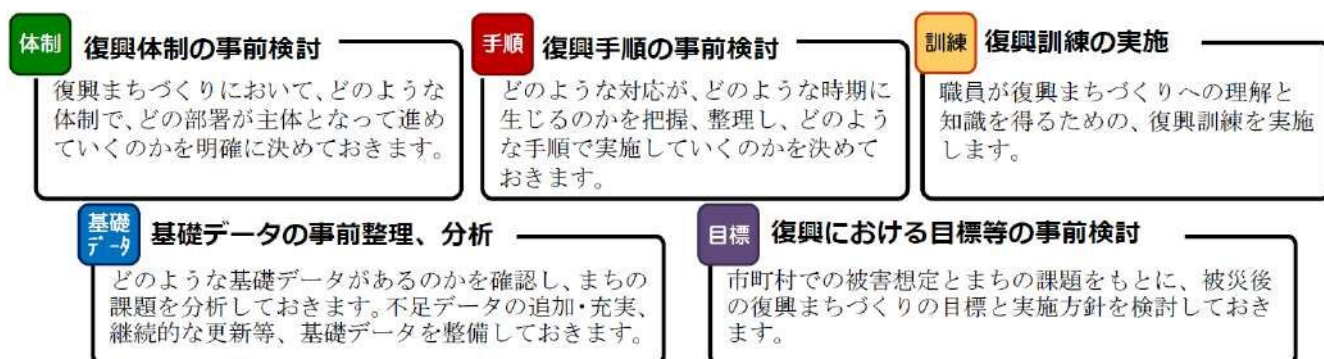 体制
復興体制の事前検討
復興まちづくりにおいて、どのような
体制で、どの部署が主体となって進め
ていくのかを明確に決めておきます。
手順
復興手順の事前検討
どのような対応が、どのような時期に
生じるのかを把握、整理し、どのよう
な手順で実施していくのかを決めて
おきます。
訓練
復興訓練の実施
職員が復興まちづくりへの理解と
知識を得るための、復興訓練を実施
します。
基礎
データ
基礎データの事前整理、分析
どのような基礎データがあるのかを確認し、まちの
課題を分析しておきます。不足データの追加・充実、
継続的な更新等、基礎データを整備しておきます。
目標
復興における目標等の事前検討
市町村での被害想定とまちの課題をもとに、被災後
の復興まちづくりの目標と実施方針を検討しておき
ます。